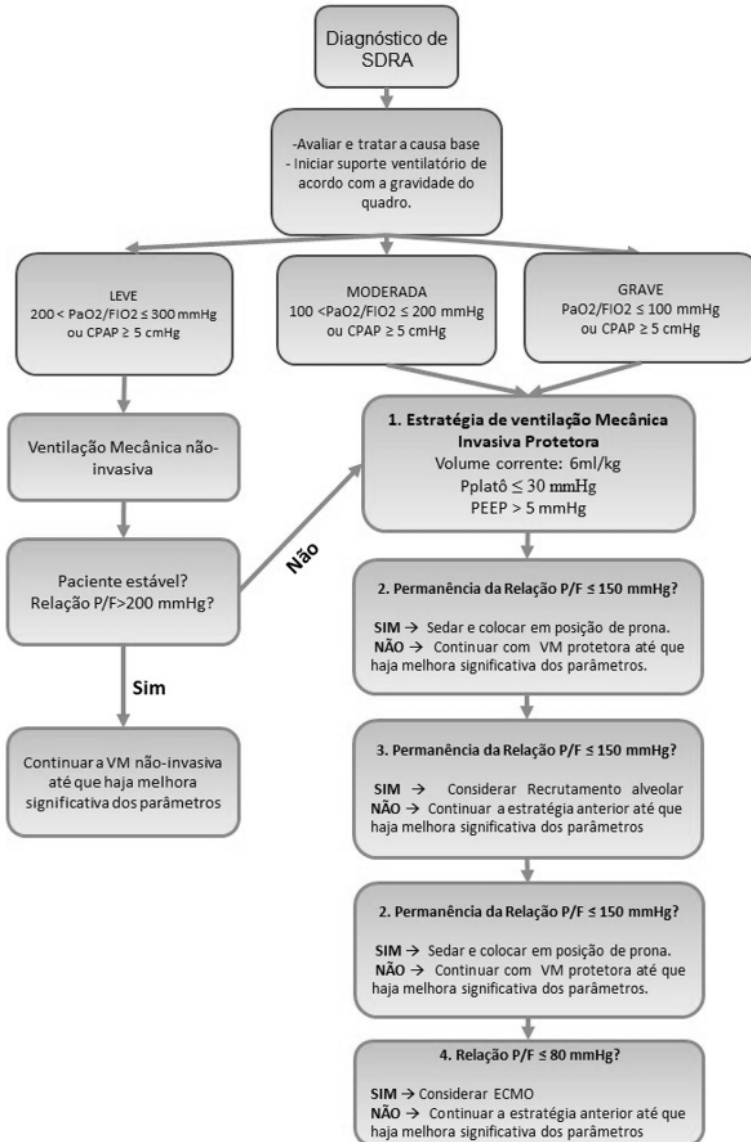 Diagnóstico de
SDRA
-Avaliar e tratar a causa base
- Iniciar suporte ventilatório de
acordo com a gravidade do
quadro.
LEVE
200 < PaO2/FIO2 ≤ 300 mmHg
ou CPAP ≥ 5 cmHg
MODERADA
100 <PaO2/FIO2 ≤ 200 mmHg
ou CPAP ≥ 5 cmHg
GRAVE
PaO2/FIO2 ≤ 100 mmHg
ou CPAP ≥ 5 cmHg
Ventilação Mecânica não-
invasiva
Paciente estável?
Relação P/F>200 mmHg?
Não
Sim
Continuar a VM não-invasiva
até que haja melhora
significativa dos parâmetros
1. Estratégia de ventilação Mecânica
Invasiva Protetora
Volume corrente: 6ml/kg
Pplatô ≤ 30 mmHg
PEEP > 5 mmHg
2. Permanência da Relação P/F ≤ 150 mmHg?
SIM → Sedar e colocar em posição de prona.
NÃO → Continuar com VM protetora até que
haja melhora significativa dos parâmetros.
3. Permanência da Relação P/F ≤ 150 mmHg?
SIM → Considerar Recrutamento alveolar
NÃO → Continuar a estratégia anterior até que
haja melhora significativa dos parâmetros
2. Permanência da Relação P/F ≤ 150 mmHg?
SIM → Sedar e colocar em posição de prona.
NÃO → Continuar com VM protetora até que
haja melhora significativa dos parâmetros.
4. Relação P/F ≤ 80 mmHg?
SIM → Considerar ECMO
NÃO → Continuar a estratégia anterior até que
haja melhora significativa dos parâmetros